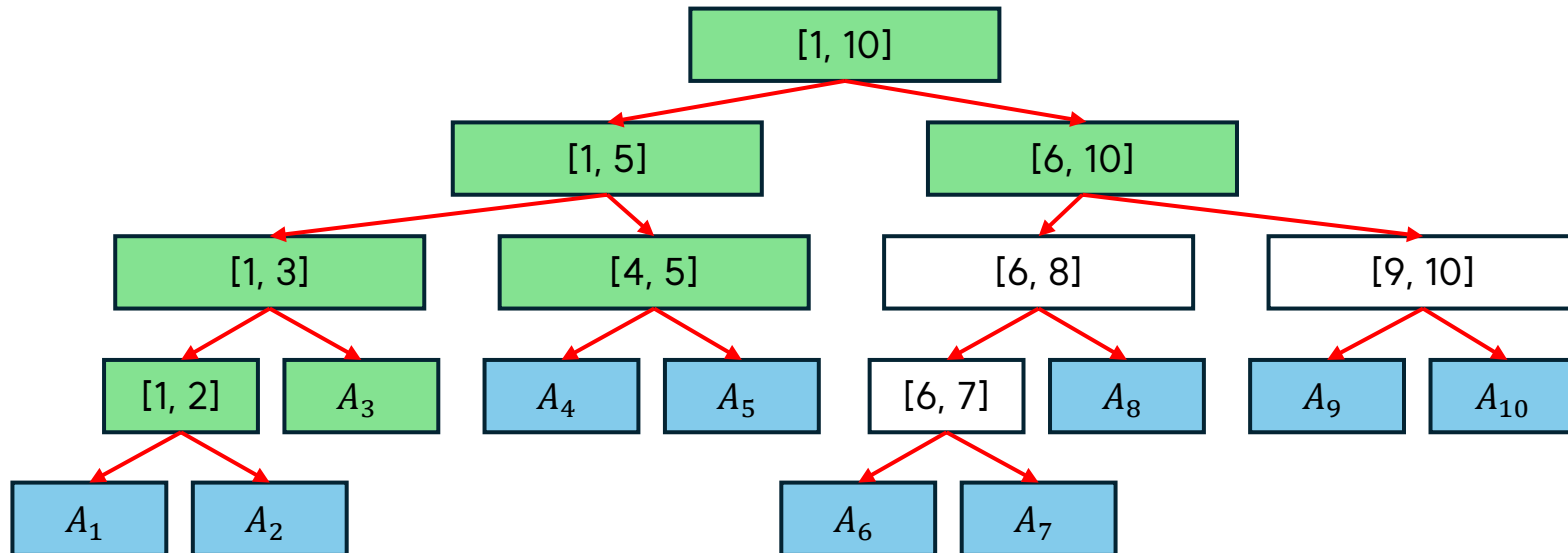 [1, 10]
[1, 5]
[6, 10]
[1, 3]
[4, 5]
[6, 8]
[9, 10]
[1, 2]
A₃
A₄
A₅
[6, 7]
A₈
A₉
A₁₀
A₁
A₂
A₆
A₇